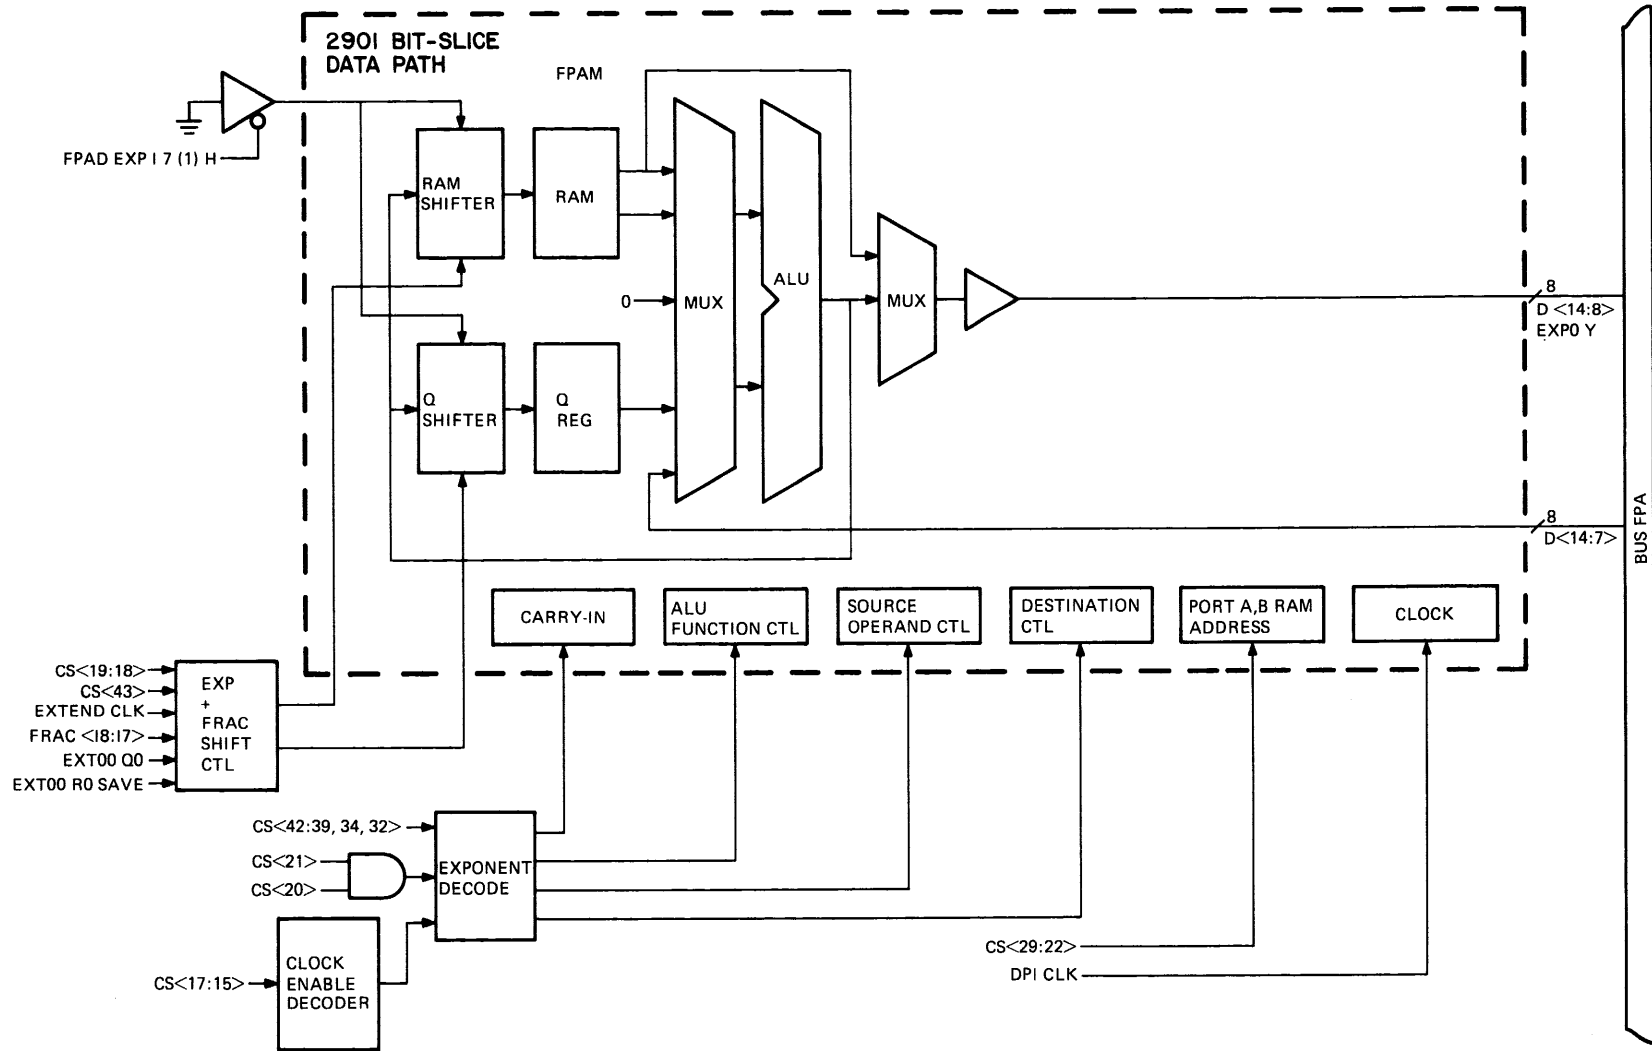 2901 BIT-SLICE
DATA PATH
FPAM
FPAD EXP I 7 (1) H
RAM
SHIFTER
RAM
MUX
ALU
0
MUX
8
D <14:8>
EXPO Y
Q
SHIFTER
Q
REG
8
D<14:7>
BUS FPA
CARRY-IN
ALU
FUNCTION CTL
SOURCE
OPERAND CTL
DESTINATION
CTL
PORT A,B RAM
ADDRESS
CLOCK
CS<19:18>
CS<43>
EXTEND CLK
FRAC <I8:I7>
EXT00 Q0
EXT00 R0 SAVE
EXP
+
FRAC
SHIFT
CTL
CS<42:39, 34, 32>
CS<21>
CS<20>
EXPONENT
DECODE
CS<29:22>
DPI CLK
CS<17:15>
CLOCK
ENABLE
DECODER